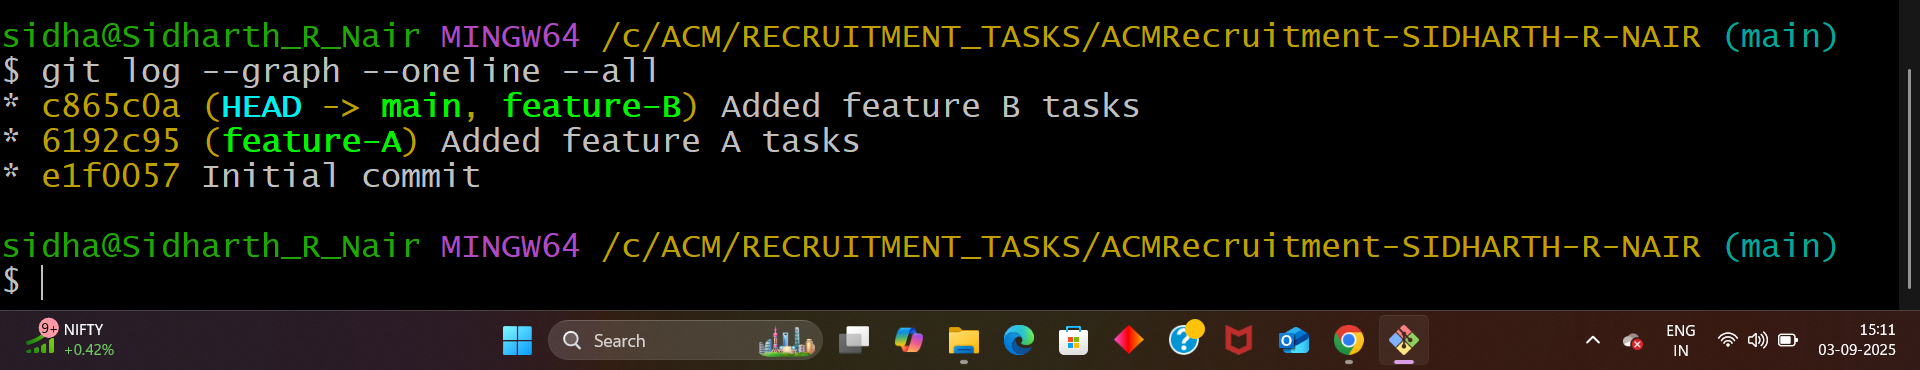 sidha@Sidharth_R_Nair MINGW64 /c/ACM/RECRUITMENT_TASKS/ACMRecruitment-SIDHARTH-R-NAIR (main)
$ git log --graph --oneline --all
* c865c0a (HEAD -> main, feature-B) Added feature B tasks
* 6192c95 (feature-A) Added feature A tasks
* e1f0057 Initial commit
sidha@Sidharth_R_Nair MINGW64 /c/ACM/RECRUITMENT_TASKS/ACMRecruitment-SIDHARTH-R-NAIR (main)
$
9+ NIFTY
+0.42%
Search
ENG
IN
15:11
03-09-2025